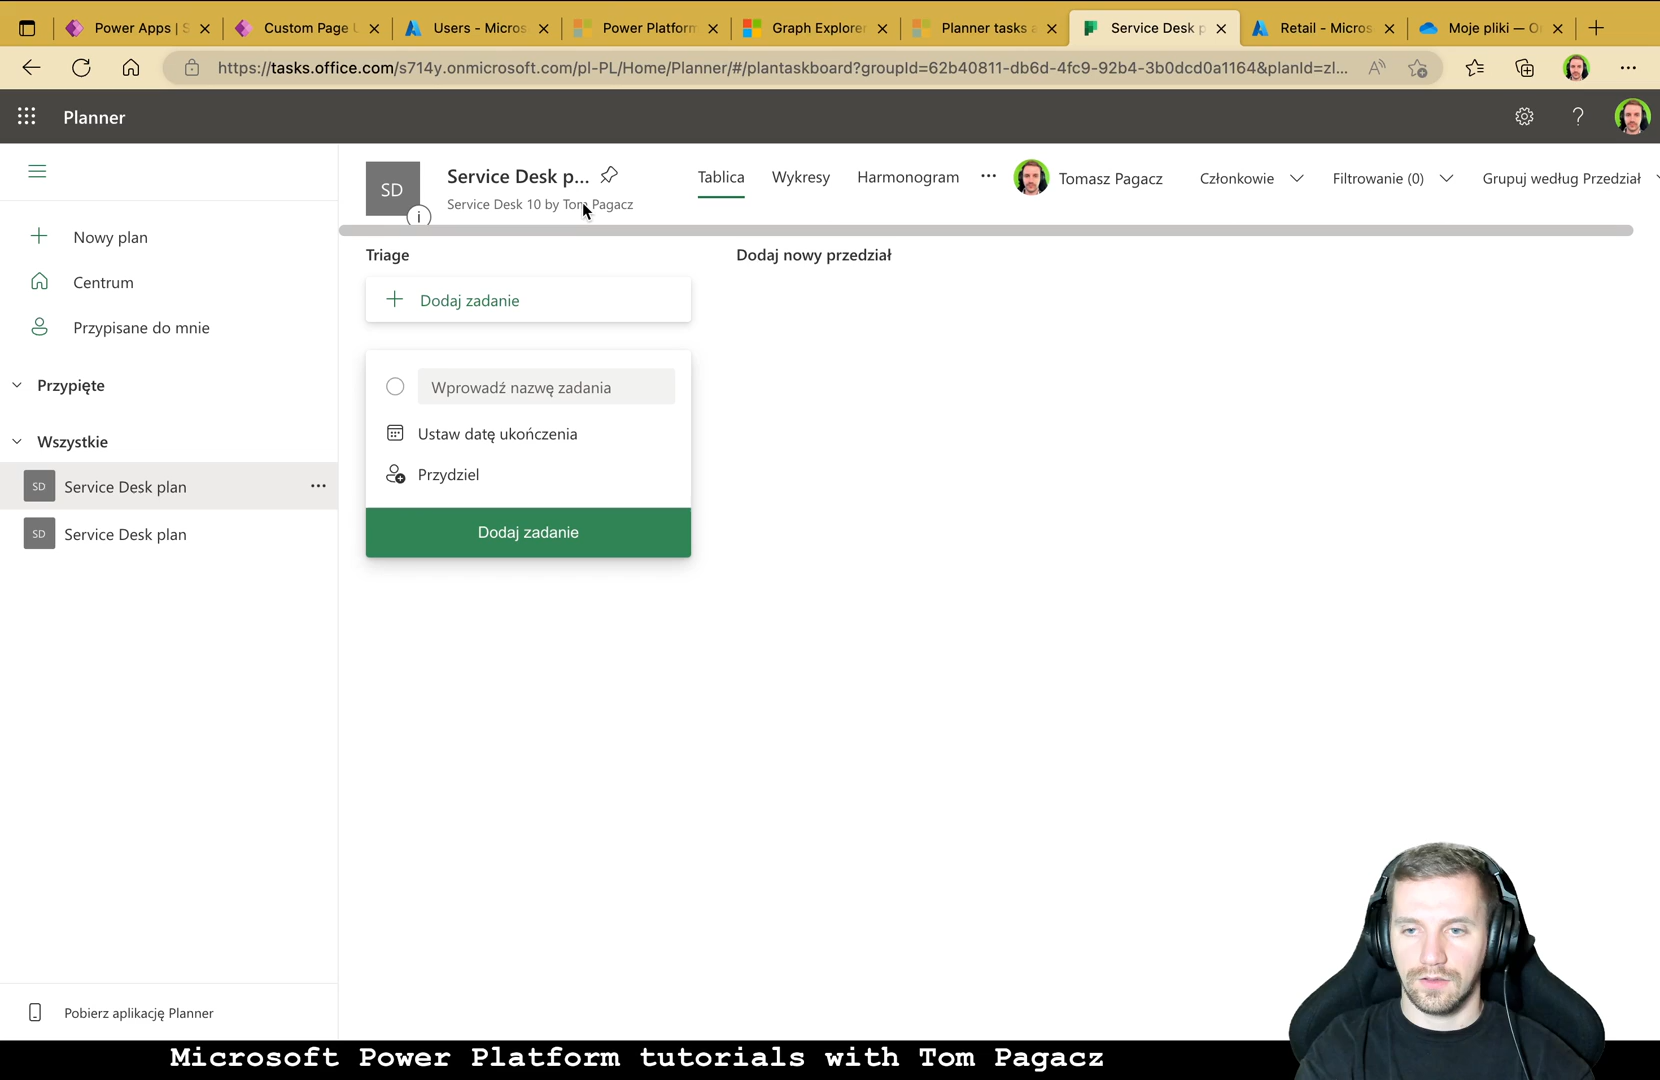 Power Apps | S
Custom Page U
Users - Micros
Power Platform
Graph Explorer
Planner tasks a
Service Desk p
Retail - Micros
Moje pliki — O
https://tasks.office.com/s714y.onmicrosoft.com/pl-PL/Home/Planner/#/plantaskboard?groupId=62b40811-db6d-4fc9-92b4-3b0dcd0a1164&planId=zl...
Planner
SD
Service Desk p...
Service Desk 10 by Tom Pagacz
Tablica
Wykresy
Harmonogram
Tomasz Pagacz
Członkowie
Filtrowanie (0)
Grupuj według Przedział
Nowy plan
Centrum
Przypisane do mnie
Przypięte
Wszystkie
SD Service Desk plan
SD Service Desk plan
Pobierz aplikację Planner
Triage
Dodaj nowy przedział
Dodaj zadanie
Wprowadź nazwę zadania
Ustaw datę ukończenia
Przydziel
Dodaj zadanie
Microsoft Power Platform tutorials with Tom Pagacz